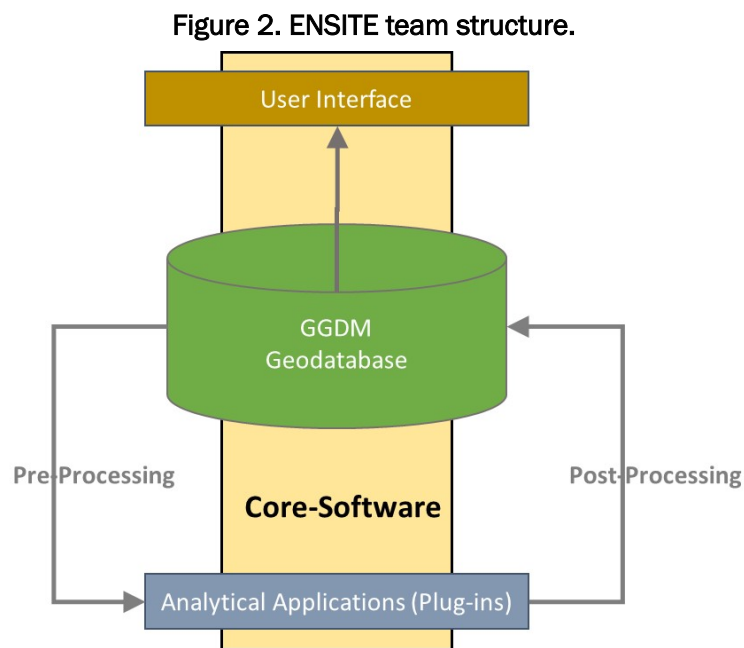 Figure 2. ENSITE team structure.
User Interface
GGDM
Geodatabase
Pre-Processing
Post-Processing
Core-Software
Analytical Applications (Plug-ins)